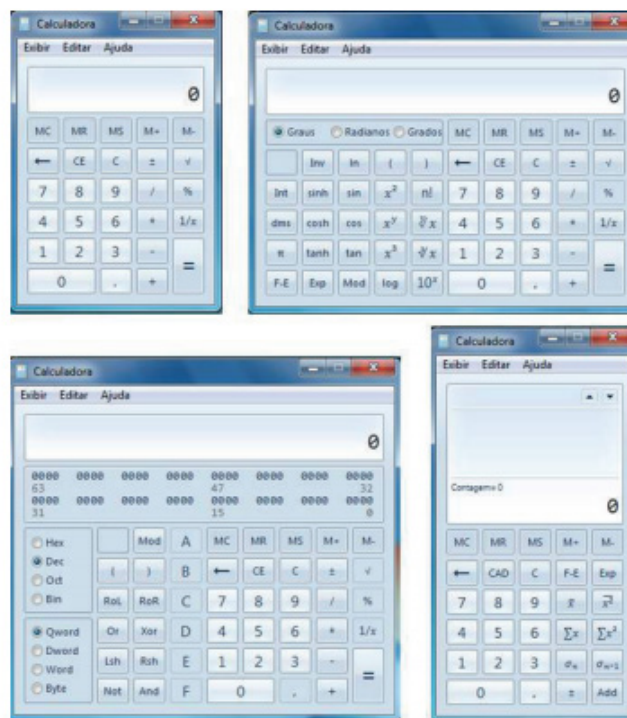 Calculadora
Exibir Editar Ajuda
0
MC MR MS M+ M-
← CE C ± √
7 8 9 / %
4 5 6 * 1/x
1 2 3 - =
0 , +
Calculadora
Exibir Editar Ajuda
0
Graus Radianos Grados MC MR MS M+ M-
Inv ln ( ) ← CE C ± √
Int sinh sin x² n! 7 8 9 / %
dms cosh cos xʸ ʸ√x 4 5 6 * 1/x
π tanh tan x³ ∛x 1 2 3 - =
F-E Exp Mod log 10ˣ 0 , +
Calculadora
Exibir Editar Ajuda
0
0000 0000 0000 0000 0000 0000 0000 0000
63 47 32
0000 0000 0000 0000 0000 0000 0000 0000
31 15 0
Hex Mod A MC MR MS M+ M-
Dec ( ) B ← CE C ± √
Oct
Bin RoL RoR C 7 8 9 / %
Qword Or Xor D 4 5 6 * 1/x
Dword
Word Lsh Rsh E 1 2 3 - =
Byte Not And F 0 , +
Calculadora
Exibir Editar Ajuda
Contagem= 0
0
MC MR MS M+ M-
← CAD C F-E Exp
7 8 9 x̄ x̄²
4 5 6 ∑x ∑x²
1 2 3 σₙ σₙ₋₁
0 , ± Add